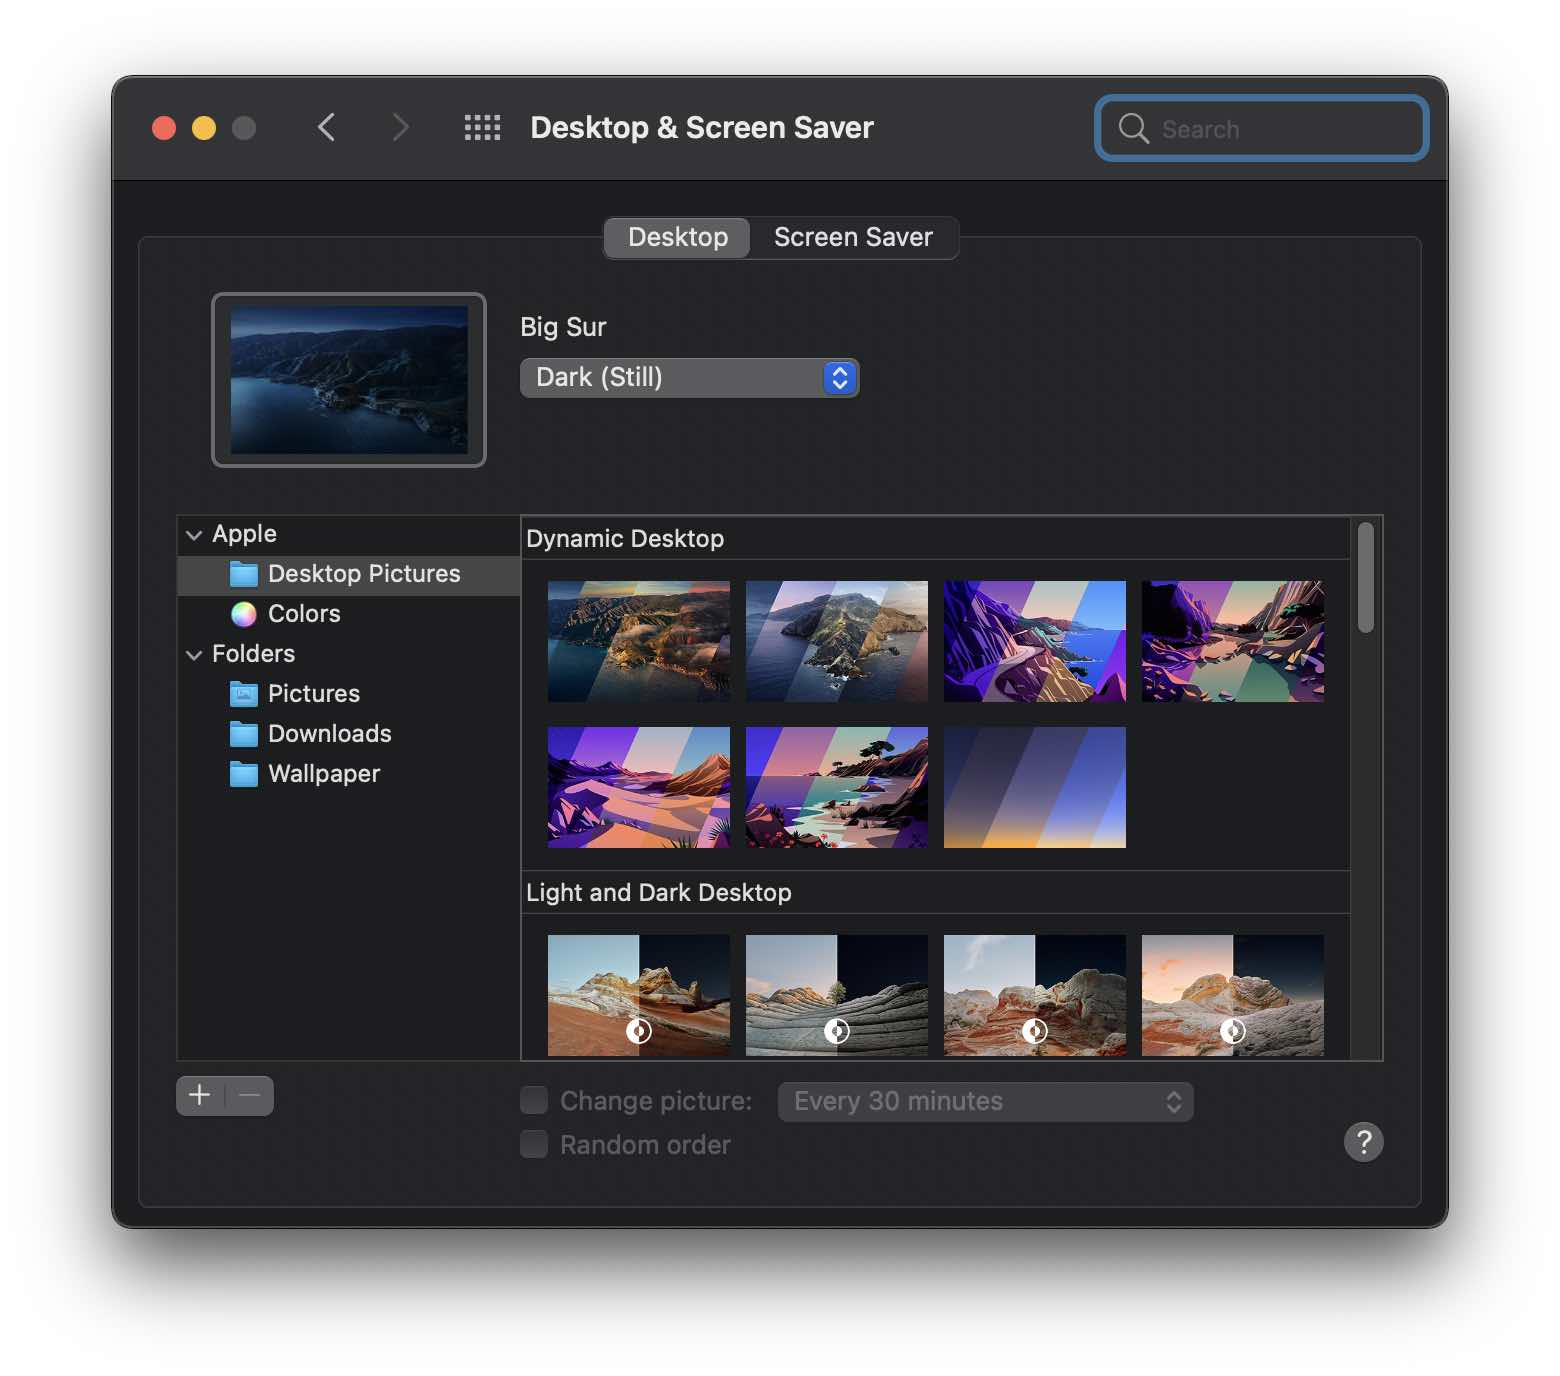 Desktop & Screen Saver
Search
Desktop
Screen Saver
Big Sur
Dark (Still)
Apple
Desktop Pictures
Colors
Folders
Pictures
Downloads
Wallpaper
Dynamic Desktop
Light and Dark Desktop
Change picture:
Every 30 minutes
Random order
?